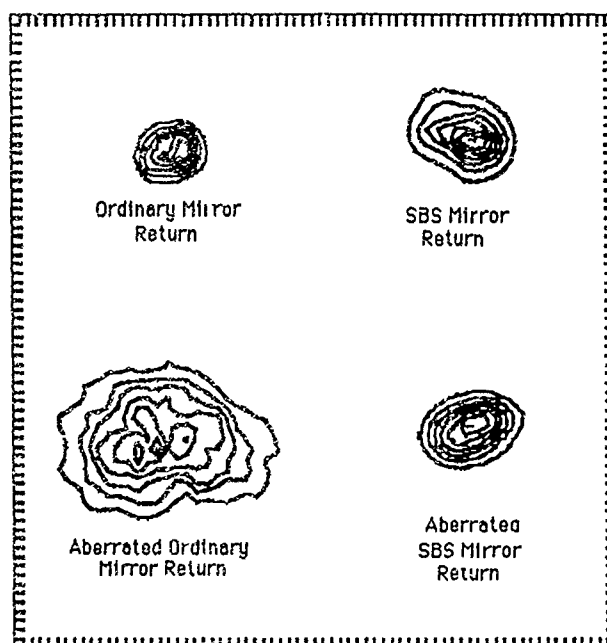 Ordinary Mirror
Return
SBS Mirror
Return
Aberrated Ordinary
Mirror Return
Aberrated
SBS Mirror
Return